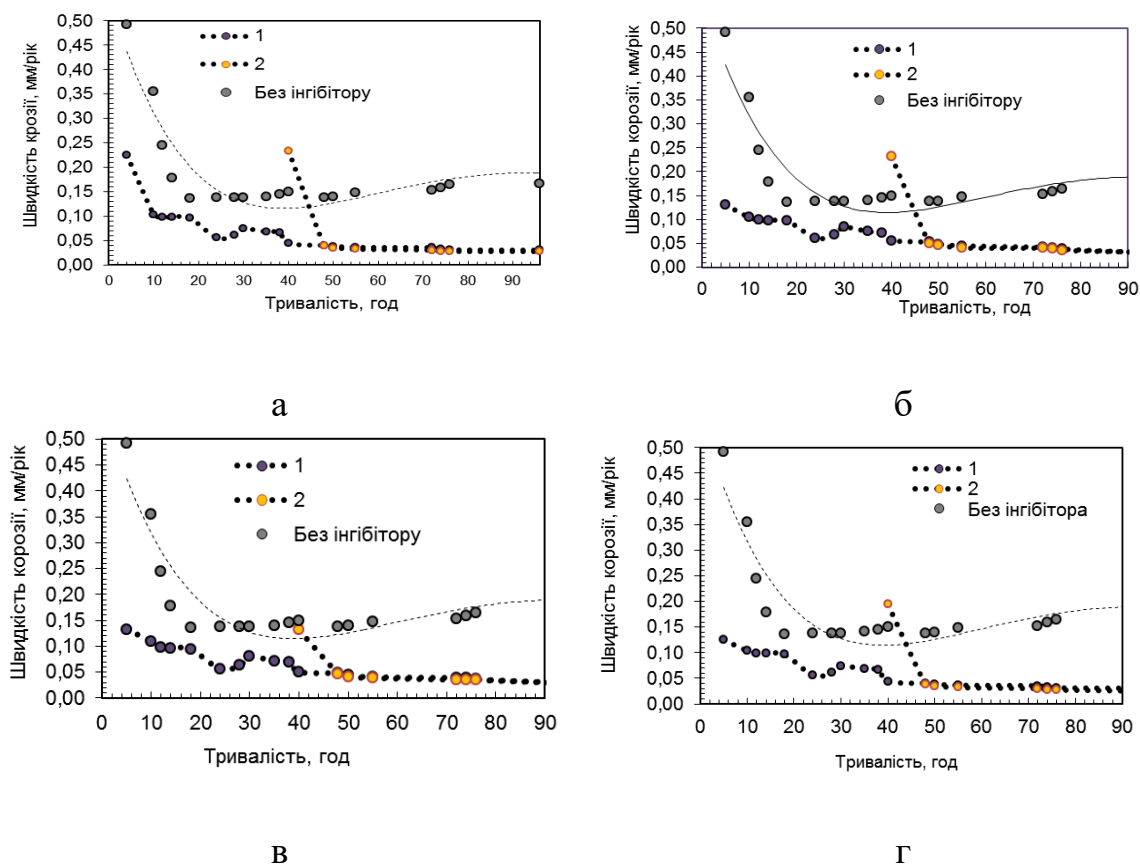 Швидкість крозії, мм/рік
0,50
0,45
0,40
0,35
0,30
0,25
0,20
0,15
0,10
0,05
0,00
1
2
Без інгібітору
0 10 20 30 40 50 60 70 80 90
Тривалість, год
а
Швидкість корозії, мм/рік
0,50
0,45
0,40
0,35
0,30
0,25
0,20
0,15
0,10
0,05
0,00
1
2
Без інгібітору
0 10 20 30 40 50 60 70 80 90
Тривалість, год
б
Швидкість корозії, мм/рік
0,50
0,45
0,40
0,35
0,30
0,25
0,20
0,15
0,10
0,05
0,00
1
2
Без інгібітору
0 10 20 30 40 50 60 70 80 90
Тривалість, год
в
Швидкість корозії, мм/рік
0,50
0,45
0,40
0,35
0,30
0,25
0,20
0,15
0,10
0,05
0,00
1
2
Без інгібітора
0 10 20 30 40 50 60 70 80 90
Тривалість, год
г